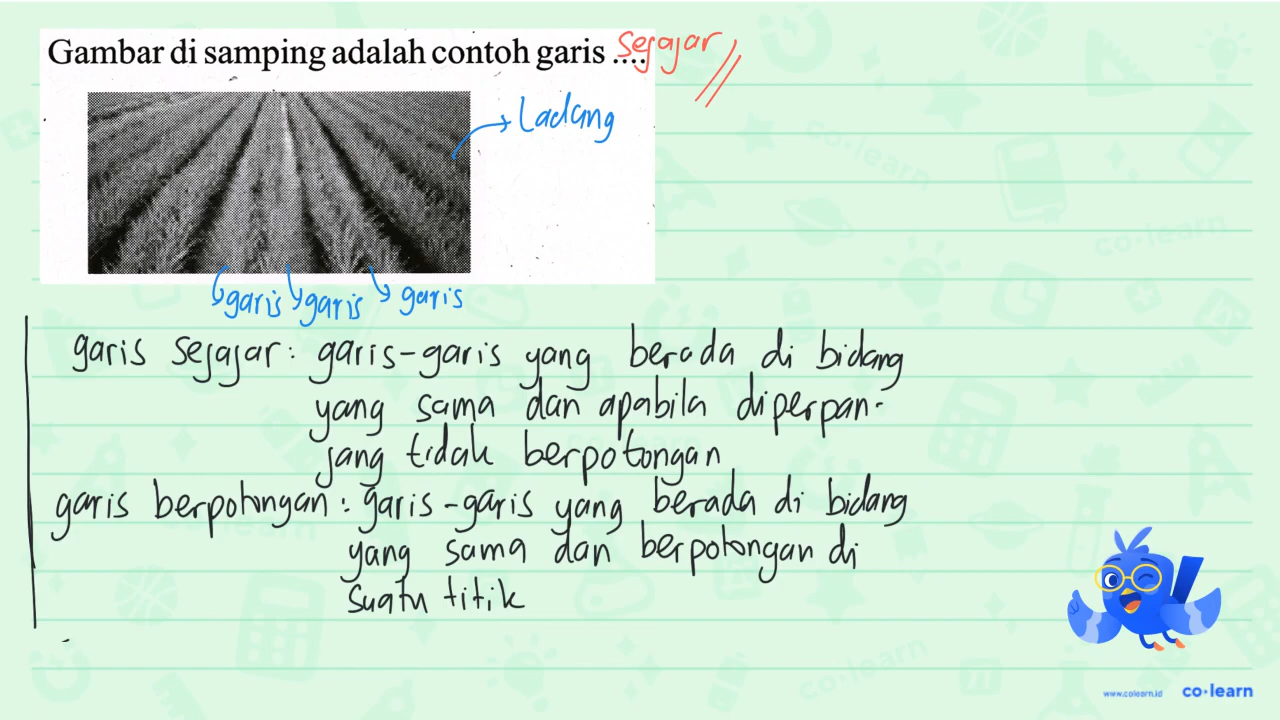 Gambar di samping adalah contoh garis .... sejajar
Ladang
garis garis garis
garis sejajar : garis-garis yang berada di bidang
yang sama dan apabila diperpan-
jang tidak berpotongan
garis berpotongan : garis-garis yang berada di bidang
yang sama dan berpotongan di
suatu titik
www.colearn.id co·learn